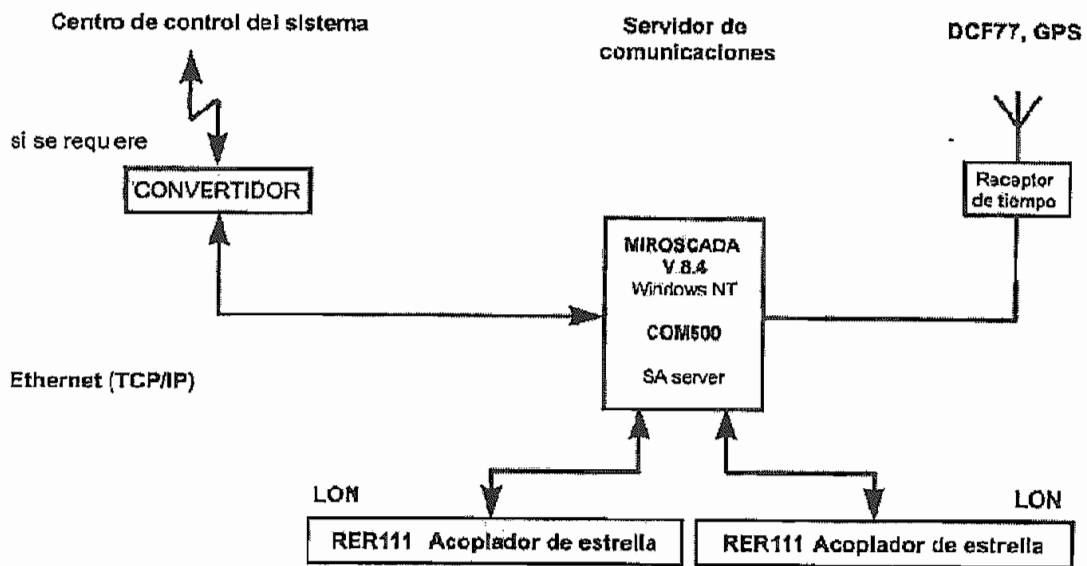 Centro de control del sistema
Servidor de
comunicaciones
DCF77, GPS
si se requere
CONVERTIDOR
Raceptor
de tiempo
MIROSCADA
V.8.4
Windows NT
COM500
SA server
Ethernet (TCP/IP)
LON
LON
RER111 Acoplador de estrella
RER111 Acoplador de estrella